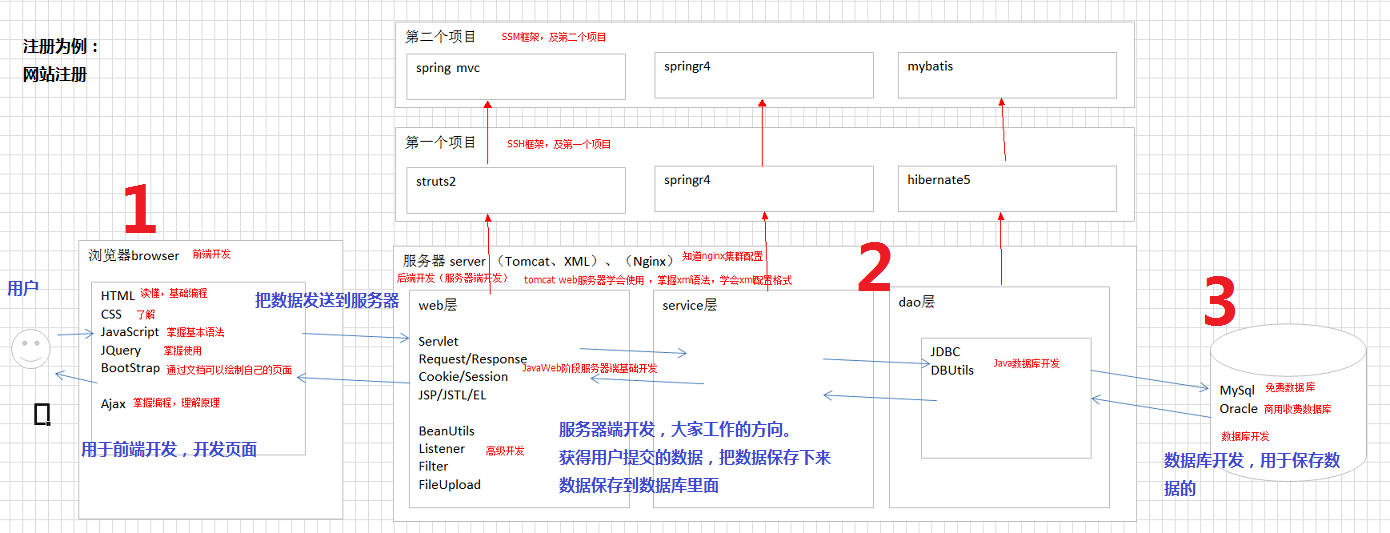 注册为例：
网站注册
第二个项目 SSM框架，及第二个项目
spring mvc
springr4
mybatis
第一个项目 SSH框架，及第一个项目
struts2
springr4
hibernate5
1
浏览器browser 前端开发
用户
HTML 读懂，基础编程
CSS 了解
JavaScript 掌握基本语法
JQuery 掌握使用
BootStrap 通过文档可以绘制自己的页面
Ajax 掌握编程，理解原理
用于前端开发，开发页面
把数据发送到服务器
2
服务器 server （Tomcat、XML）、（Nginx） 知道nginx集群配置
后端开发（服务器端开发） tomcat web服务器学会使用 ，掌握xml语法，学会xml配置格式
web层
Servlet
Request/Response
Cookie/Session
JSP/JSTL/EL
JavaWeb阶段服务器端基础开发
BeanUtils
Listener
Filter
FileUpload
高级开发
service层
服务器端开发，大家工作的方向。
获得用户提交的数据，把数据保存下来
数据保存到数据库里面
dao层
JDBC
DBUtils
Java数据库开发
3
MySql 免费数据库
Oracle 商用收费数据库
数据库开发
数据库开发，用于保存数
据的